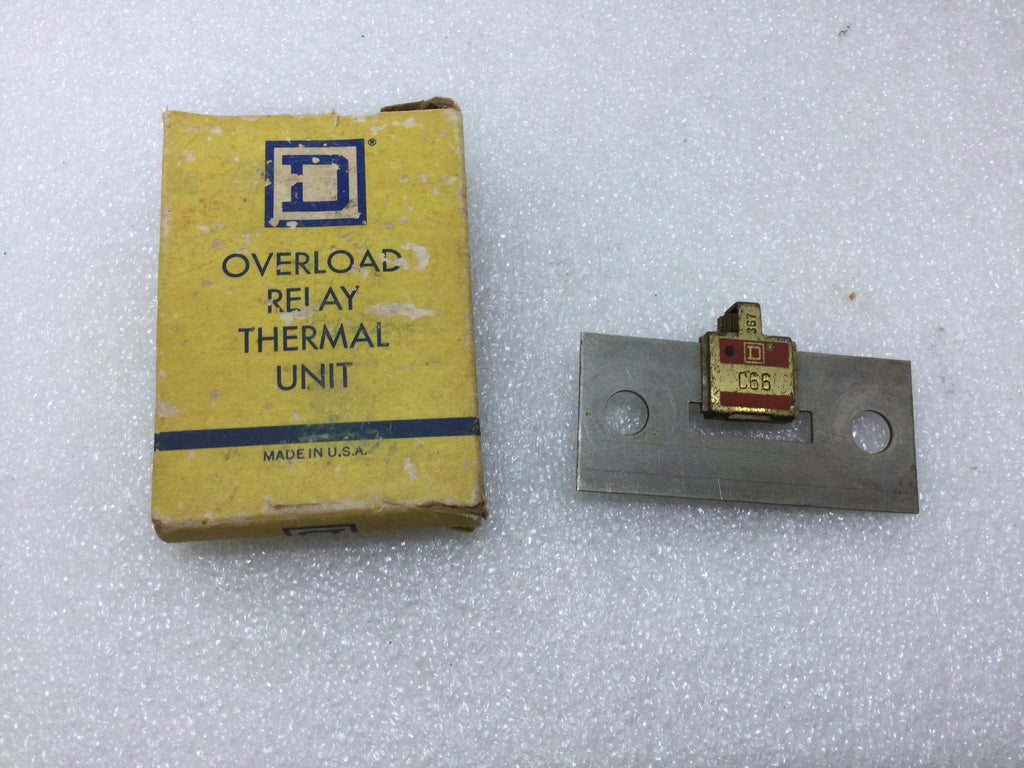 D®
OVERLOAD
RELAY
THERMAL
UNIT
MADE IN U.S.A.
367
D
C66